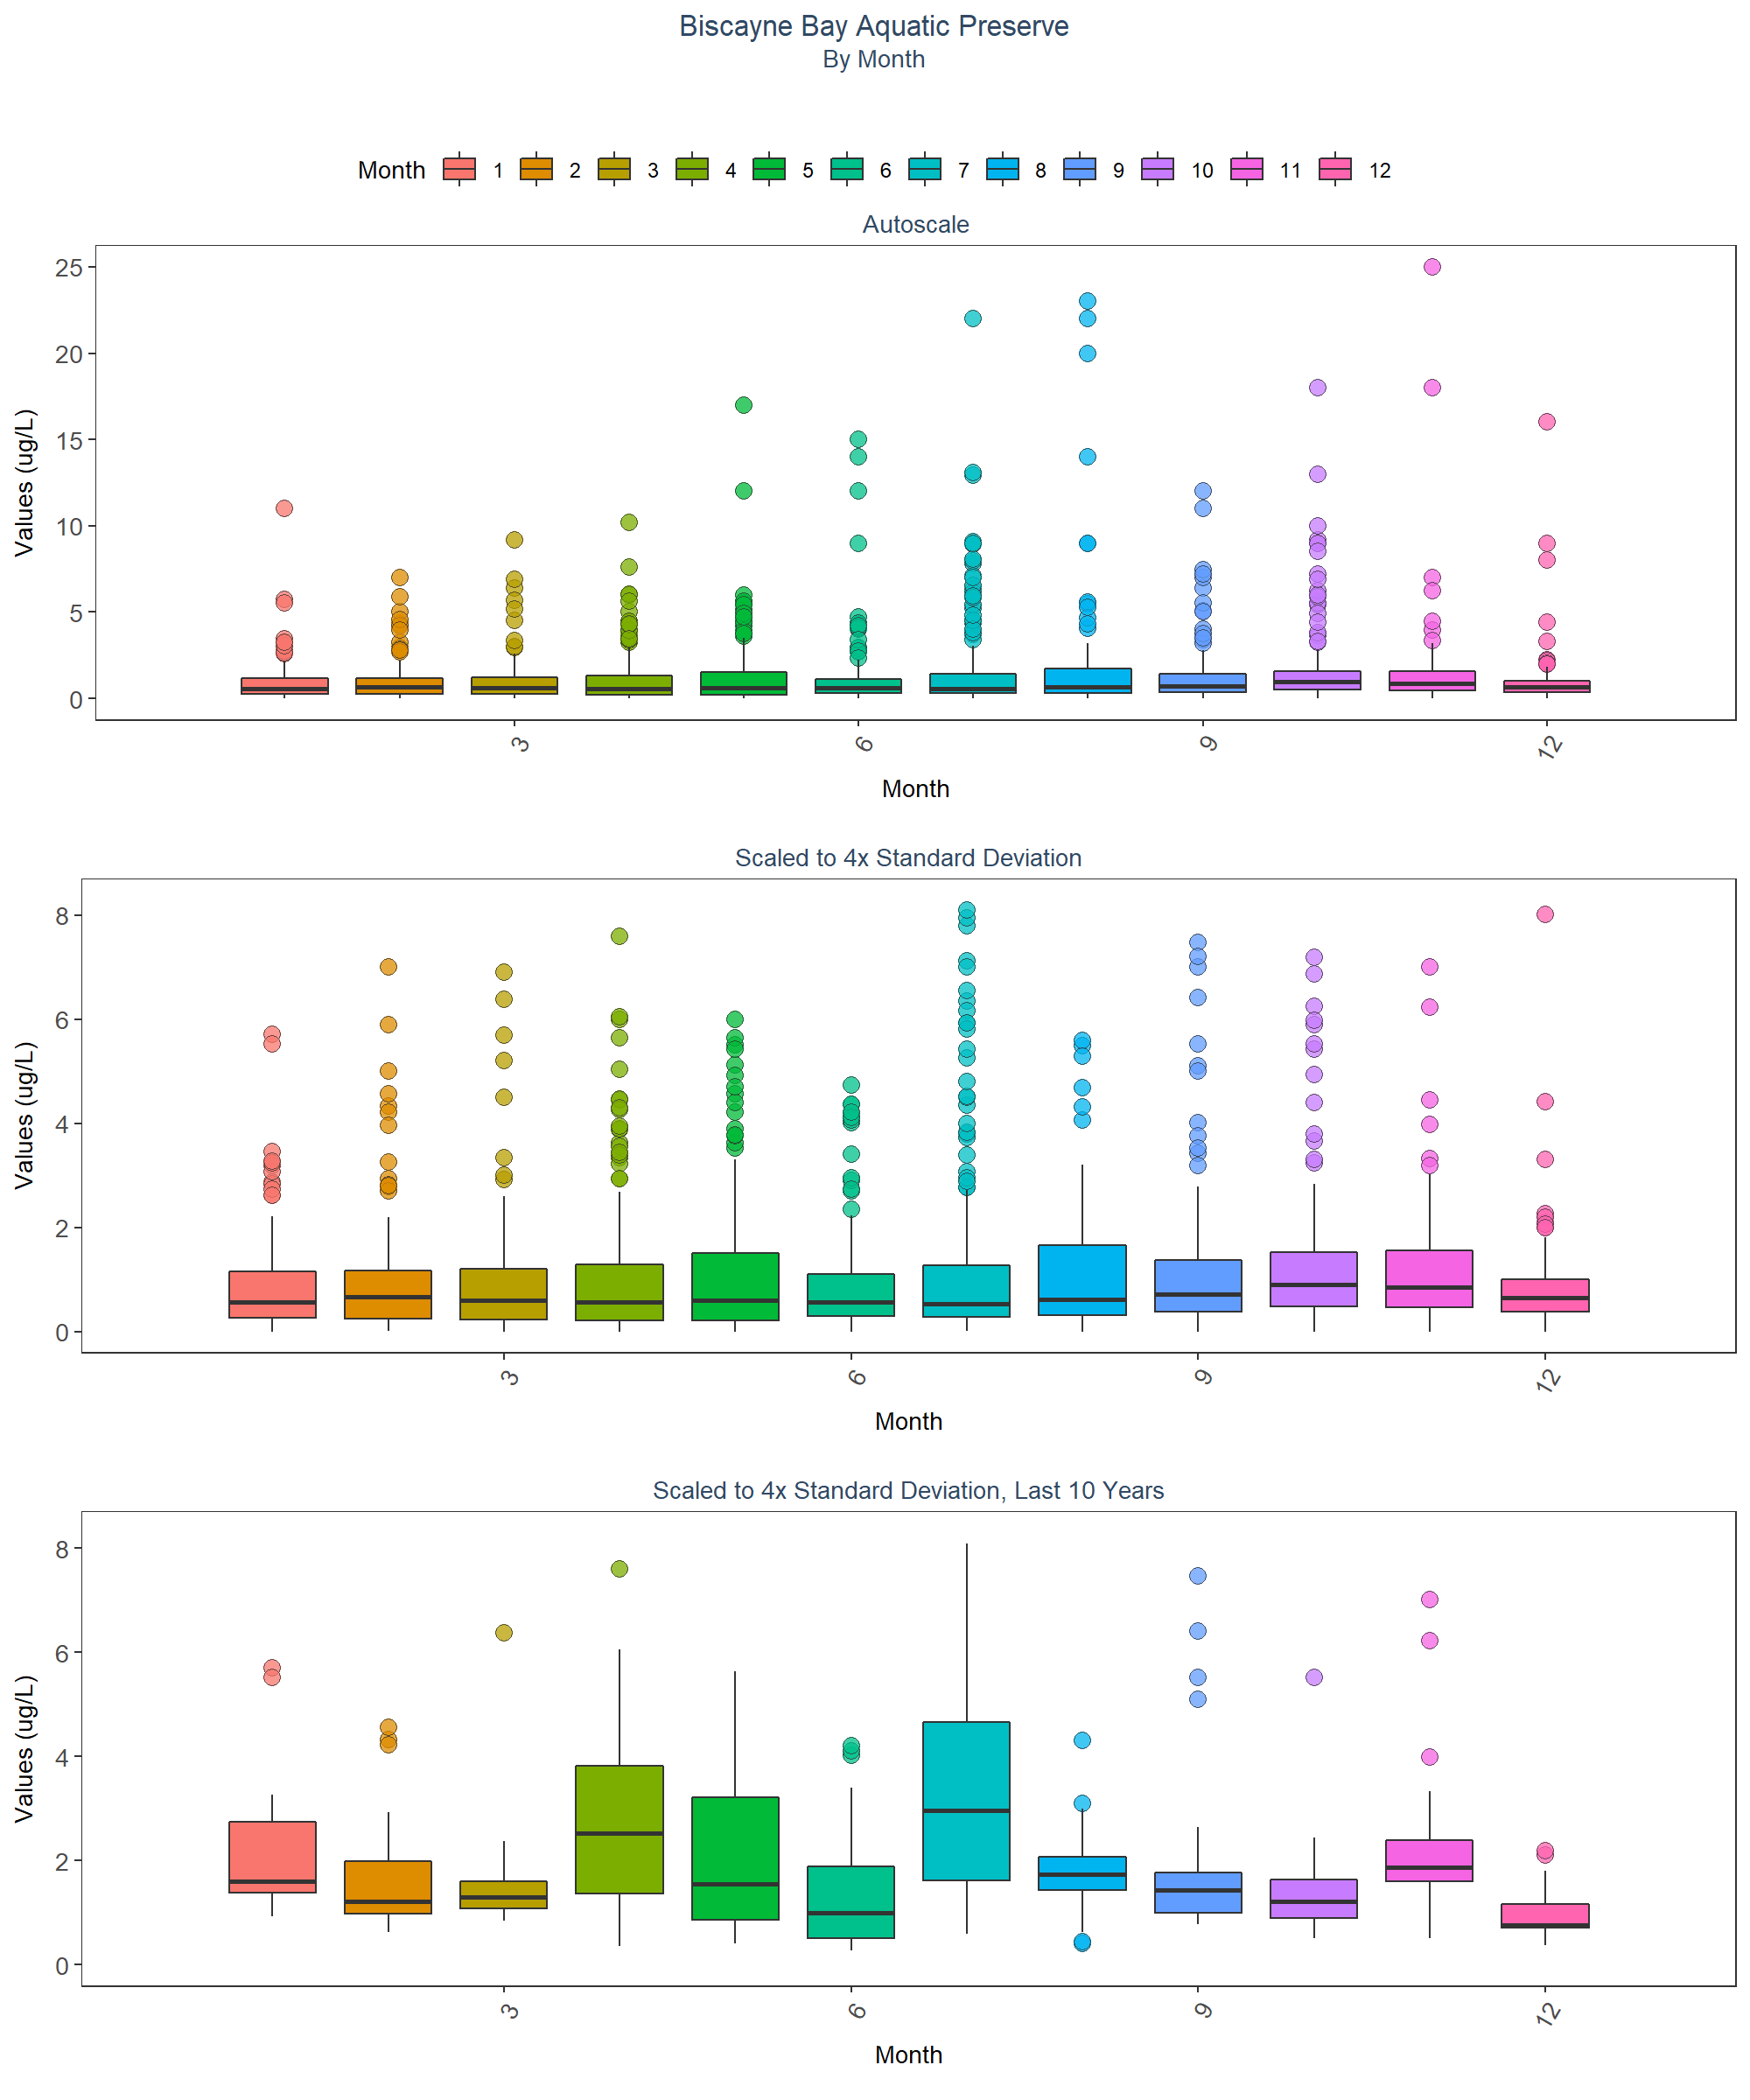 Biscayne Bay Aquatic Preserve
By Month
Month 1 2 3 4 5 6 7 8 9 10 11 12
Autoscale
Values (ug/L)
25
20
15
10
5
0
3 6 9 12
Month
Scaled to 4x Standard Deviation
Values (ug/L)
8
6
4
2
0
3 6 9 12
Month
Scaled to 4x Standard Deviation, Last 10 Years
Values (ug/L)
8
6
4
2
0
3 6 9 12
Month